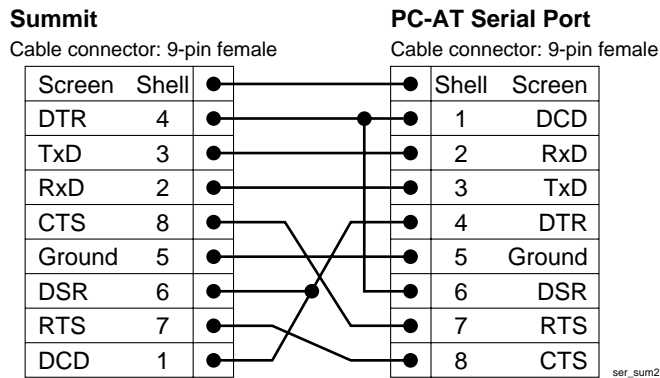 Summit PC-AT Serial Port
Cable connector: 9-pin female Cable connector: 9-pin female
Screen Shell Shell Screen
DTR 4 1 DCD
TxD 3 2 RxD
RxD 2 3 TxD
CTS 8 4 DTR
Ground 5 5 Ground
DSR 6 6 DSR
RTS 7 7 RTS
DCD 1 8 CTS
ser_sum2